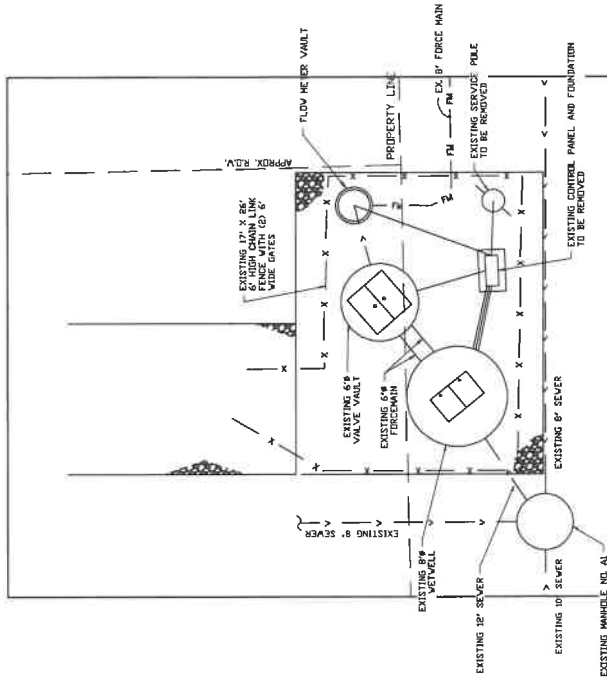 FLOW METER VAULT
PROPERTY LINE
EX. 8" FORCE MAIN
FM
FM
FM
FM
EXISTING SERVICE POLE
TO BE REMOVED
EXISTING CONTROL PANEL AND FOUNDATION
TO BE REMOVED
APPROX. R.O.W.
EXISTING 17' X 26'
6' HIGH CHAIN LINK
FENCE WITH (2) 6'
WIDE GATES
EXISTING 6'ø
VALVE VAULT
EXISTING 6"ø
FORCEMAIN
EXISTING 8" SEWER
EXISTING 8" SEWER
EXISTING 8'ø
WETWELL
EXISTING 12" SEWER
EXISTING 10" SEWER
EXISTING MANHOLE NO. A1